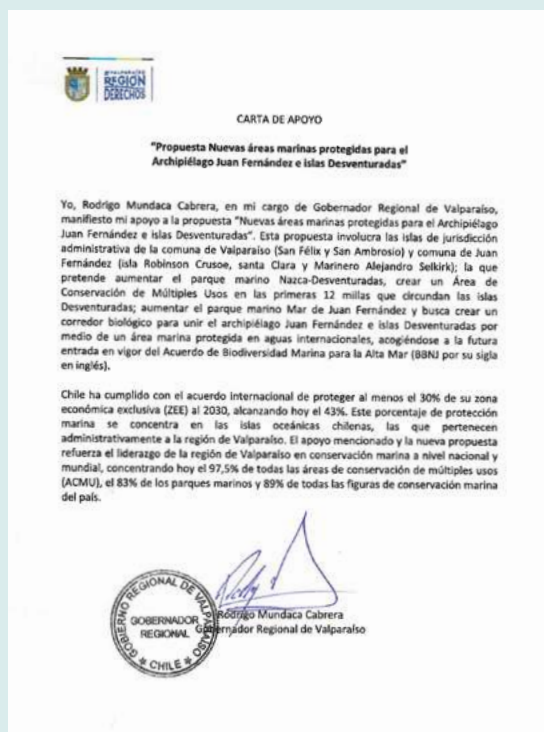 REGIÓN
DERECHOS
CARTA DE APOYO
"Propuesta Nuevas áreas marinas protegidas para el
Archipiélago Juan Fernández e islas Desventuradas"
Yo, Rodrigo Mundaca Cabrera, en mi cargo de Gobernador Regional de Valparaíso,
manifiesto mi apoyo a la propuesta "Nuevas áreas marinas protegidas para el Archipiélago
Juan Fernández e islas Desventuradas". Esta propuesta involucra las islas de jurisdicción
administrativa de la comuna de Valparaíso (San Félix y San Ambrosio) y comuna de Juan
Fernández (isla Robinson Crusoe, santa Clara y Marinero Alejandro Selkirk); la que
pretende aumentar el parque marino Nazca-Desventuradas, crear un Área de
Conservación de Múltiples Usos en las primeras 12 millas que circundan las islas
Desventuradas; aumentar el parque marino Mar de Juan Fernández y busca crear un
corredor biológico para unir el archipiélago Juan Fernández e islas Desventuradas por
medio de un área marina protegida en aguas internacionales, acogiéndose a la futura
entrada en vigor del Acuerdo de Biodiversidad Marina para la Alta Mar (BBNJ por su sigla
en inglés).
Chile ha cumplido con el acuerdo internacional de proteger al menos el 30% de su zona
económica exclusiva (ZEE) al 2030, alcanzando hoy el 43%. Este porcentaje de protección
marina se concentra en las islas oceánicas chilenas, las que pertenecen
administrativamente a la región de Valparaíso. El apoyo mencionado y la nueva propuesta
refuerza el liderazgo de la región de Valparaíso en conservación marina a nivel nacional y
mundial, concentrando hoy el 97,5% de todas las áreas de conservación de múltiples usos
(ACMU), el 83% de los parques marinos y 89% de todas las figuras de conservación marina
del país.
GOBIERNO REGIONAL DE VALPARAÍSO
GOBERNADOR
REGIONAL
CHILE
Rodrigo Mundaca Cabrera
Gobernador Regional de Valparaíso